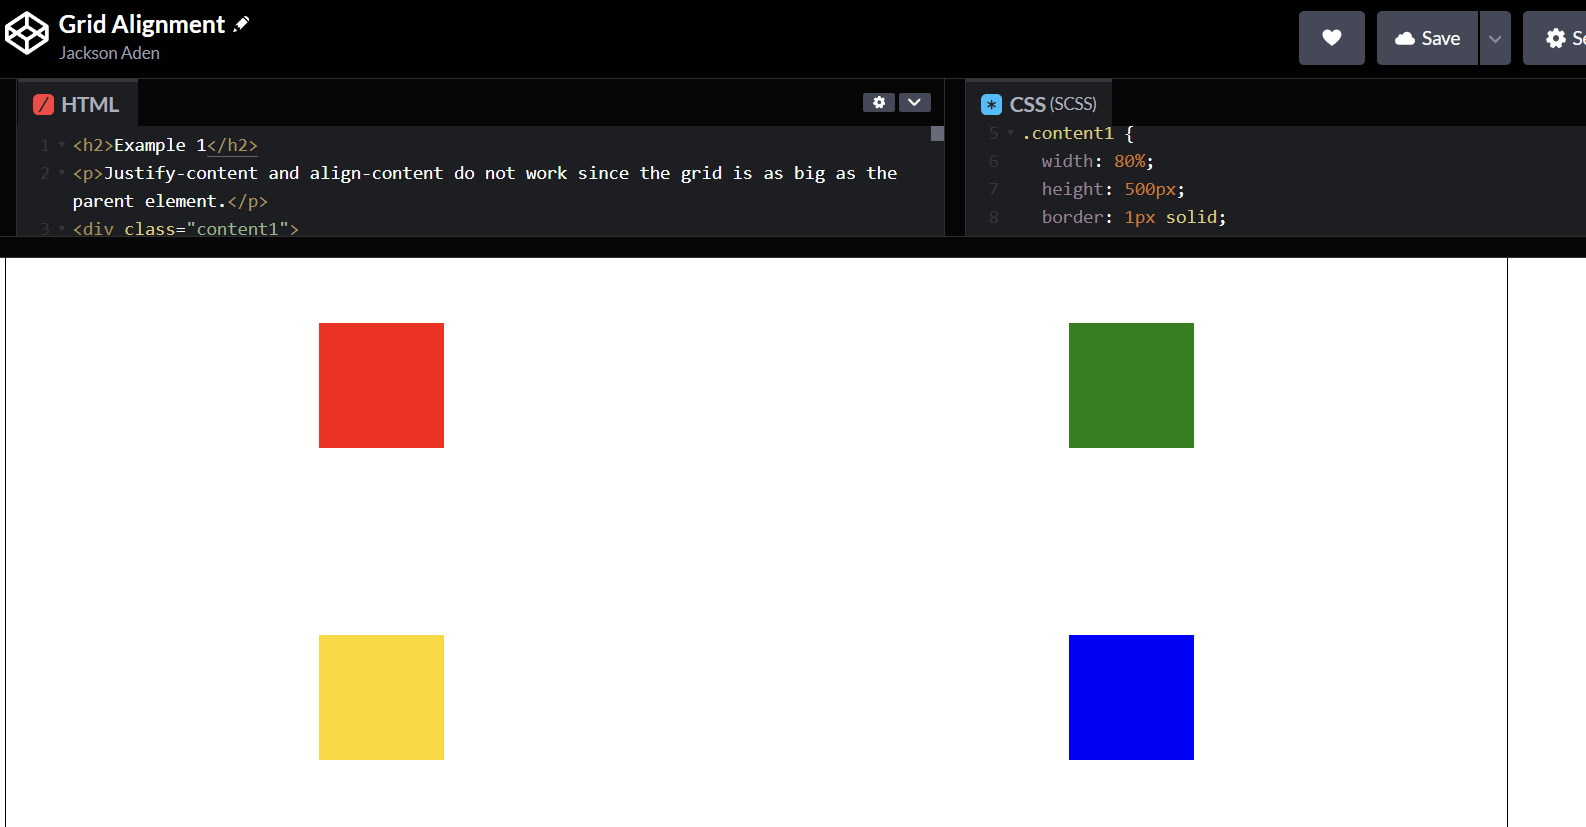 Grid Alignment
Jackson Aden
Save
Se
HTML
CSS (SCSS)
1 <h2>Example 1</h2>
2 <p>Justify-content and align-content do not work since the grid is as big as the
parent element.</p>
3 <div class="content1">
5 .content1 {
6 width: 80%;
7 height: 500px;
8 border: 1px solid;